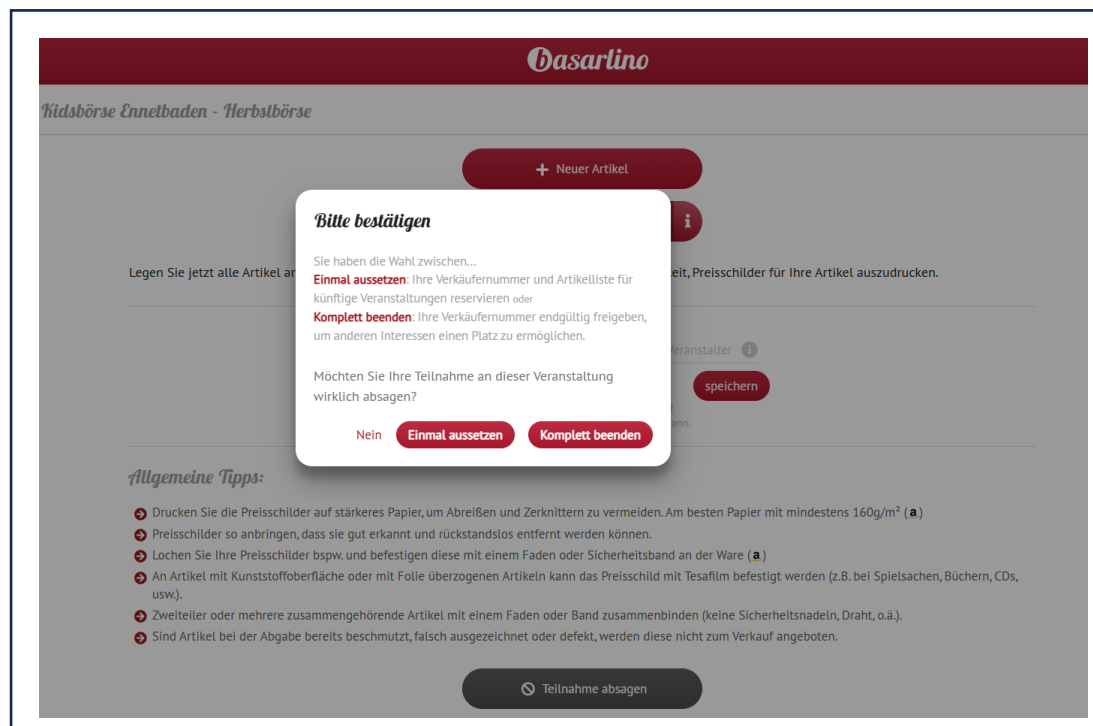 basarlino
Kidsbörse Ennetbaden - Herbstbörse
Neuer Artikel
Bitte bestätigen
Sie haben die Wahl zwischen...
Einmal aussetzen: Ihre Verkäufernummer und Artikelliste für
künftige Veranstaltungen reservieren oder
Komplett beenden: Ihre Verkäufernummer endgültig freigeben,
um anderen Interessen einen Platz zu ermöglichen.
Möchten Sie Ihre Teilnahme an dieser Veranstaltung
wirklich absagen?
Nein Einmal aussetzen Komplett beenden
Legen Sie jetzt alle Artikel Preisschilder für Ihre Artikel auszudrucken.
speichern
Allgemeine Tipps:
Drucken Sie die Preisschilder auf stärkeres Papier, um Abreißen und Zerknittern zu vermeiden. Am besten Papier mit mindestens 160g/m² (a)
Preisschilder so anbringen, dass sie gut erkannt und rückstandslos entfernt werden können.
Lochen Sie Ihre Preisschilder bspw. und befestigen diese mit einem Faden oder Sicherheitsband an der Ware (a)
An Artikel mit Kunststoffoberfläche oder mit Folie überzogenen Artikeln kann das Preisschild mit Tesafilm befestigt werden (z.B. bei Spielsachen, Büchern, CDs,
usw.).
Zweiteiler oder mehrere zusammengehörende Artikel mit einem Faden oder Band zusammenbinden (keine Sicherheitsnadeln, Draht, o.ä.).
Sind Artikel bei der Abgabe bereits beschmutzt, falsch ausgezeichnet oder defekt, werden diese nicht zum Verkauf angeboten.
Teilnahme absagen